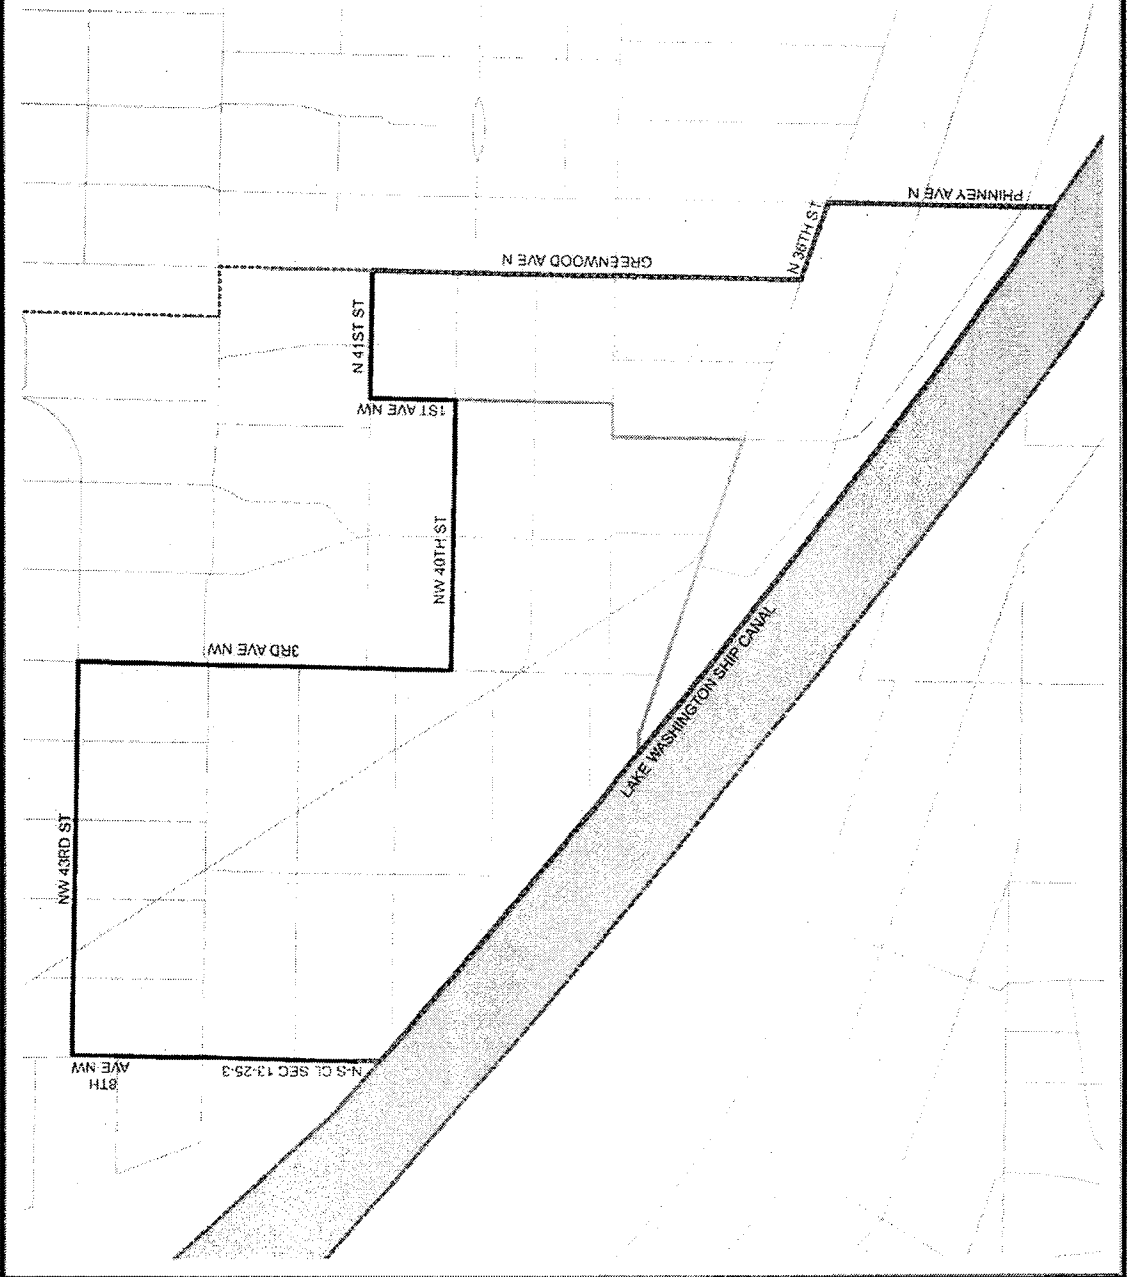 PHINNEY AVE N
N 36TH ST
GREENWOOD AVE N
N 41ST ST
1ST AVE NW
NW 40TH ST
3RD AVE NW
LAKE WASHINGTON SHIP CANAL
NW 43RD ST
8TH
AVE NW
N-S CL SEC 13-25-3